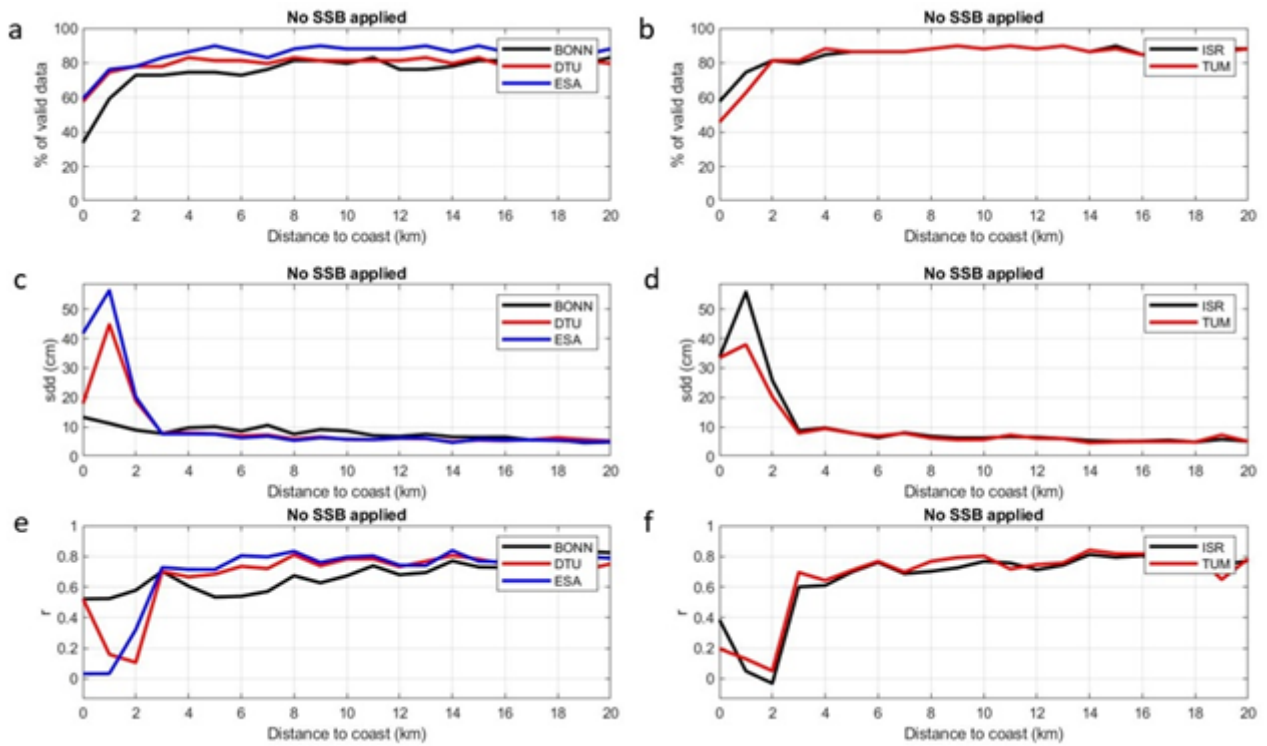 a
No SSB applied
% of valid data
100
80
60
40
20
0
BONN
DTU
ESA
0 2 4 6 8 10 12 14 16 18 20
Distance to coast (km)
b
No SSB applied
% of valid data
100
80
60
40
20
0
ISR
TUM
0 2 4 6 8 10 12 14 16 18 20
Distance to coast (km)
c
No SSB applied
sdd (cm)
50
40
30
20
10
0
BONN
DTU
ESA
0 2 4 6 8 10 12 14 16 18 20
Distance to coast (km)
d
No SSB applied
sdd (cm)
50
40
30
20
10
0
ISR
TUM
0 2 4 6 8 10 12 14 16 18 20
Distance to coast (km)
e
No SSB applied
r
1
0.8
0.6
0.4
0.2
0
BONN
DTU
ESA
0 2 4 6 8 10 12 14 16 18 20
Distance to coast (km)
f
No SSB applied
r
1
0.8
0.6
0.4
0.2
0
ISR
TUM
0 2 4 6 8 10 12 14 16 18 20
Distance to coast (km)